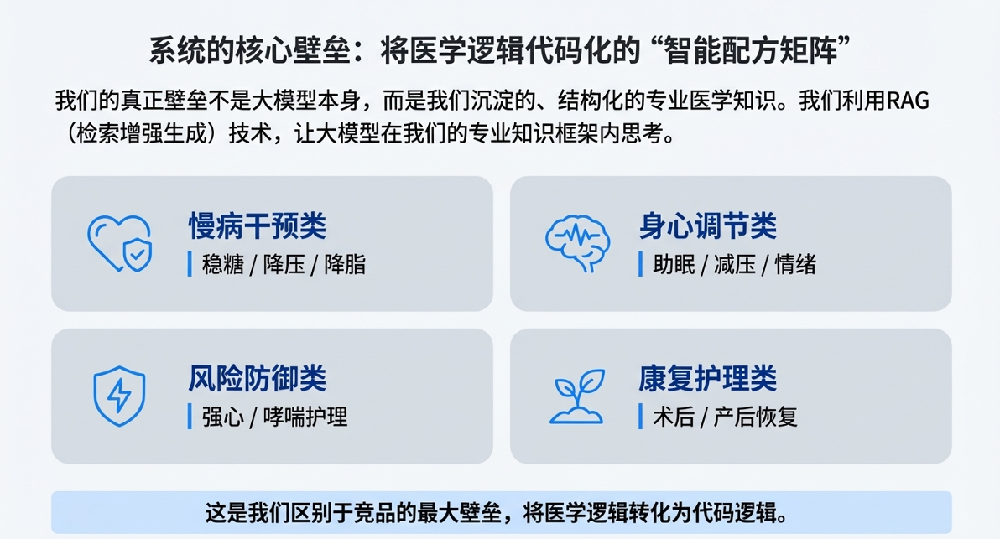 系统的核心壁垒：将医学逻辑代码化的“智能配方矩阵”
我们的真正壁垒不是大模型本身，而是我们沉淀的、结构化的专业医学知识。我们利用RAG
（检索增强生成）技术，让大模型在我们的专业知识框架内思考。
慢病干预类
稳糖 / 降压 / 降脂
身心调节类
助眠 / 减压 / 情绪
风险防御类
强心 / 哮喘护理
康复护理类
术后 / 产后恢复
这是我们区别于竞品的最大壁垒，将医学逻辑转化为代码逻辑。